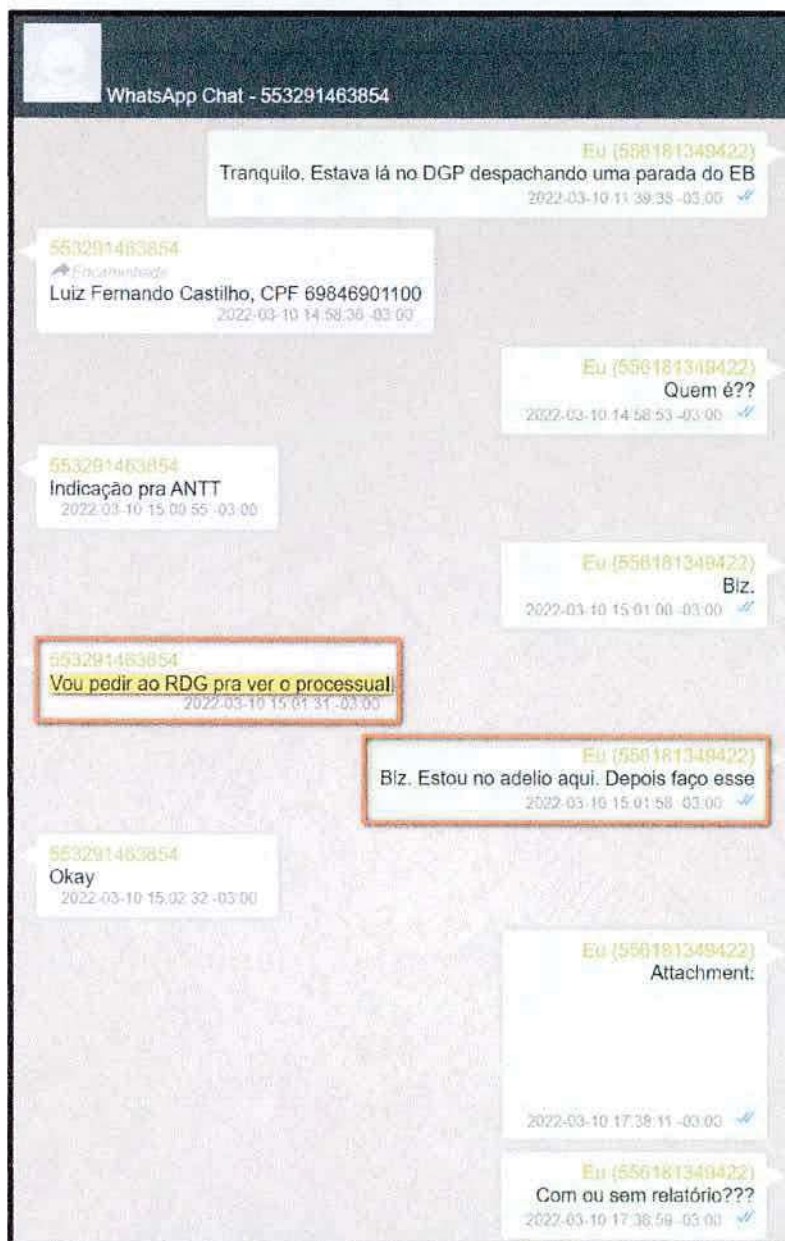 WhatsApp Chat - 553291463854
Eu (556181349422)
Tranquilo. Estava lá no DGP despachando uma parada do EB
2022-03-10 11:39:38 -03:00
553291463854
Encaminhada
Luiz Fernando Castilho, CPF 69846901100
2022-03-10 14:58:36 -03:00
Eu (556181349422)
Quem é??
2022-03-10 14:58:53 -03:00
553291463854
Indicação pra ANTT
2022-03-10 15:00:55 -03:00
Eu (556181349422)
Blz.
2022-03-10 15:01:00 -03:00
553291463854
Vou pedir ao RDG pra ver o processual
2022-03-10 15:01:31 -03:00
Eu (556181349422)
Blz. Estou no adelio aqui. Depois faço esse
2022-03-10 15:01:58 -03:00
553291463854
Okay
2022-03-10 15:02:32 -03:00
Eu (556181349422)
Attachment:
2022-03-10 17:38:11 -03:00
Eu (556181349422)
Com ou sem relatório???
2022-03-10 17:38:59 -03:00